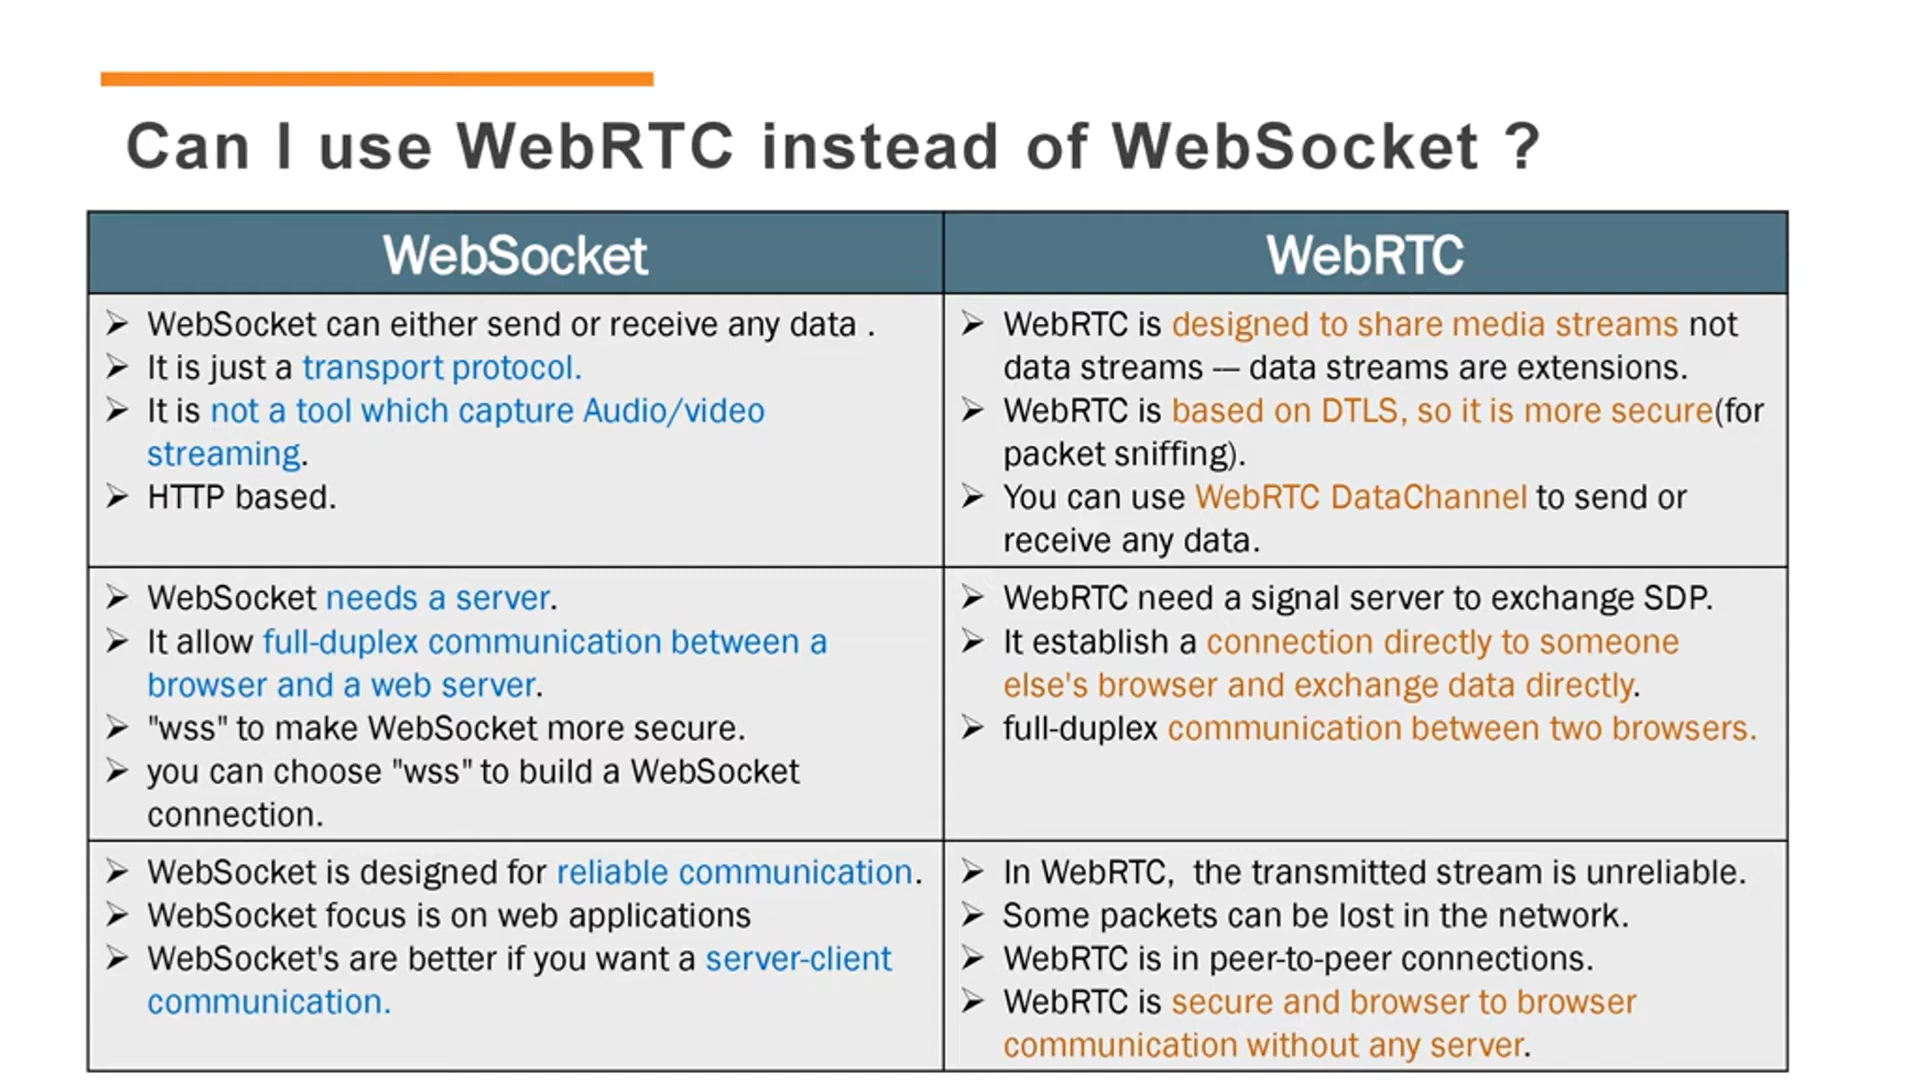 Can I use WebRTC instead of WebSocket ?
WebSocket
WebRTC
➢ WebSocket can either send or receive any data .
➢ It is just a transport protocol.
➢ It is not a tool which capture Audio/video
streaming.
➢ HTTP based.
➢ WebRTC is designed to share media streams not
data streams -– data streams are extensions.
➢ WebRTC is based on DTLS, so it is more secure(for
packet sniffing).
➢ You can use WebRTC DataChannel to send or
receive any data.
➢ WebSocket needs a server.
➢ It allow full-duplex communication between a
browser and a web server.
➢ "wss" to make WebSocket more secure.
➢ you can choose "wss" to build a WebSocket
connection.
➢ WebRTC need a signal server to exchange SDP.
➢ It establish a connection directly to someone
else's browser and exchange data directly.
➢ full-duplex communication between two browsers.
➢ WebSocket is designed for reliable communication.
➢ WebSocket focus is on web applications
➢ WebSocket's are better if you want a server-client
communication.
➢ In WebRTC, the transmitted stream is unreliable.
➢ Some packets can be lost in the network.
➢ WebRTC is in peer-to-peer connections.
➢ WebRTC is secure and browser to browser
communication without any server.